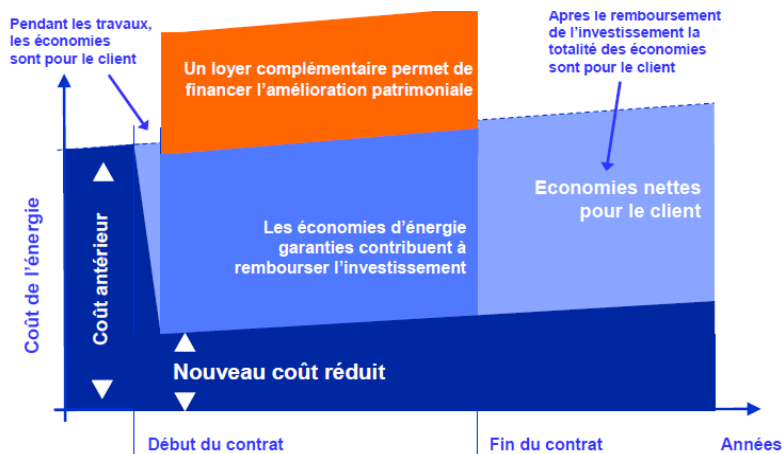 Pendant les travaux,
les économies
sont pour le client
Apres le remboursement
de l'investissement la
totalité des économies
sont pour le client
Un loyer complémentaire permet de
financer l'amélioration patrimoniale
Coût de l'énergie
Coût antérieur
Les économies d'énergie
garanties contribuent à
rembourser l'investissement
Economies nettes
pour le client
Nouveau coût réduit
Début du contrat
Fin du contrat
Années